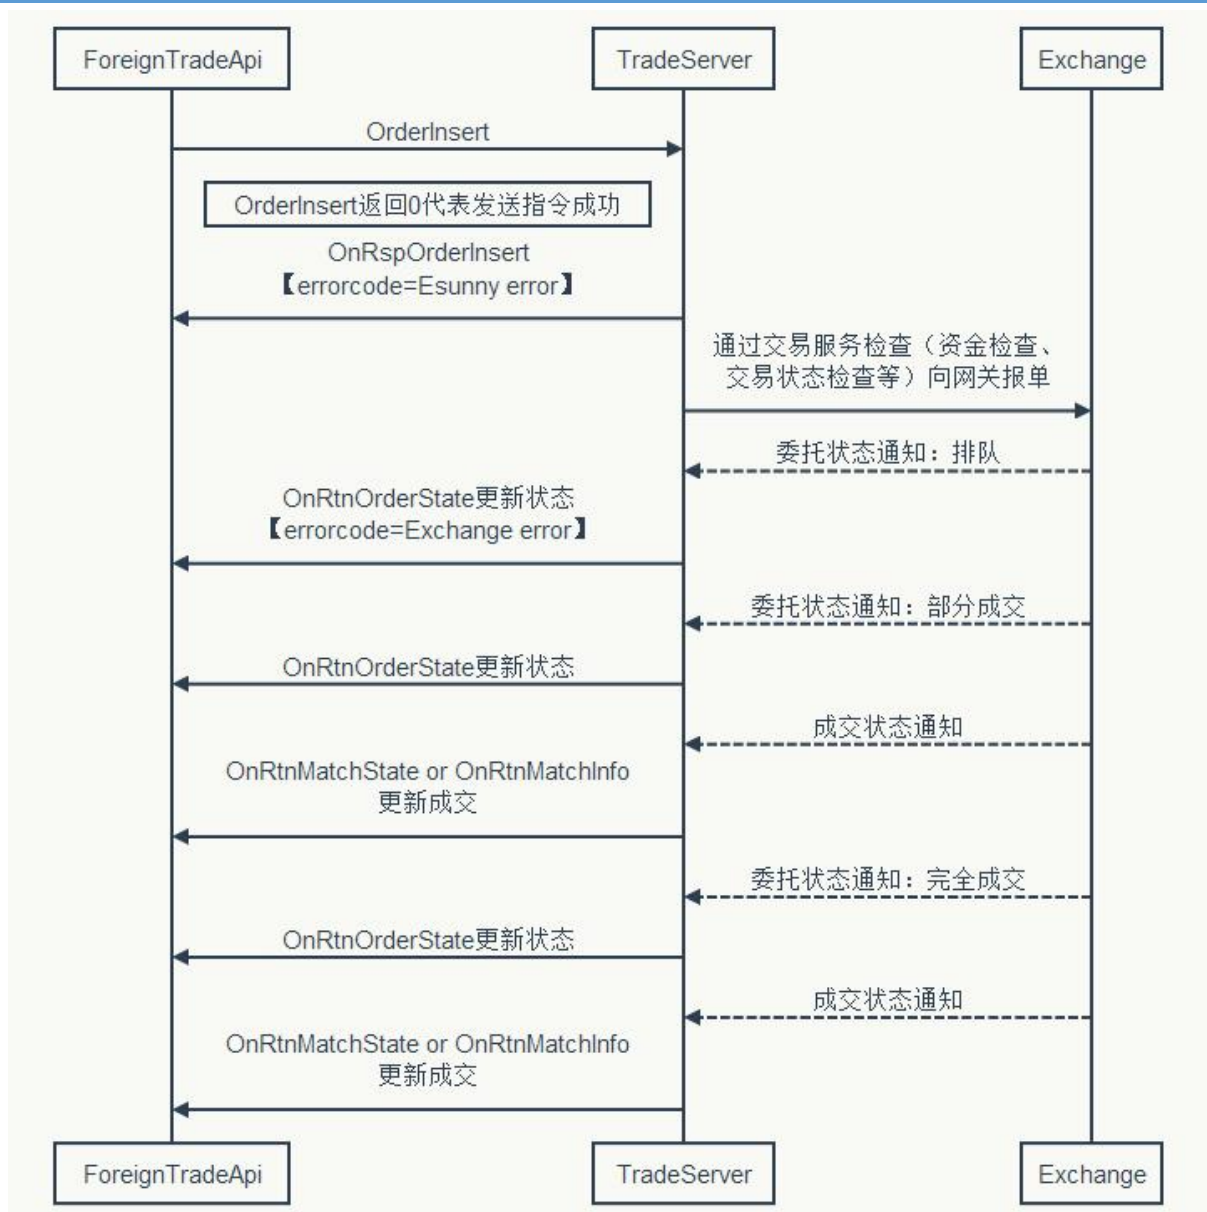 ForeignTradeApi
TradeServer
Exchange
OrderInsert
OrderInsert返回0代表发送指令成功
OnRspOrderInsert
【errorcode=Esunny error】
通过交易服务检查（资金检查、
交易状态检查等）向网关报单
委托状态通知：排队
OnRtnOrderState更新状态
【errorcode=Exchange error】
委托状态通知：部分成交
OnRtnOrderState更新状态
成交状态通知
OnRtnMatchState or OnRtnMatchInfo
更新成交
委托状态通知：完全成交
OnRtnOrderState更新状态
成交状态通知
OnRtnMatchState or OnRtnMatchInfo
更新成交
ForeignTradeApi
TradeServer
Exchange